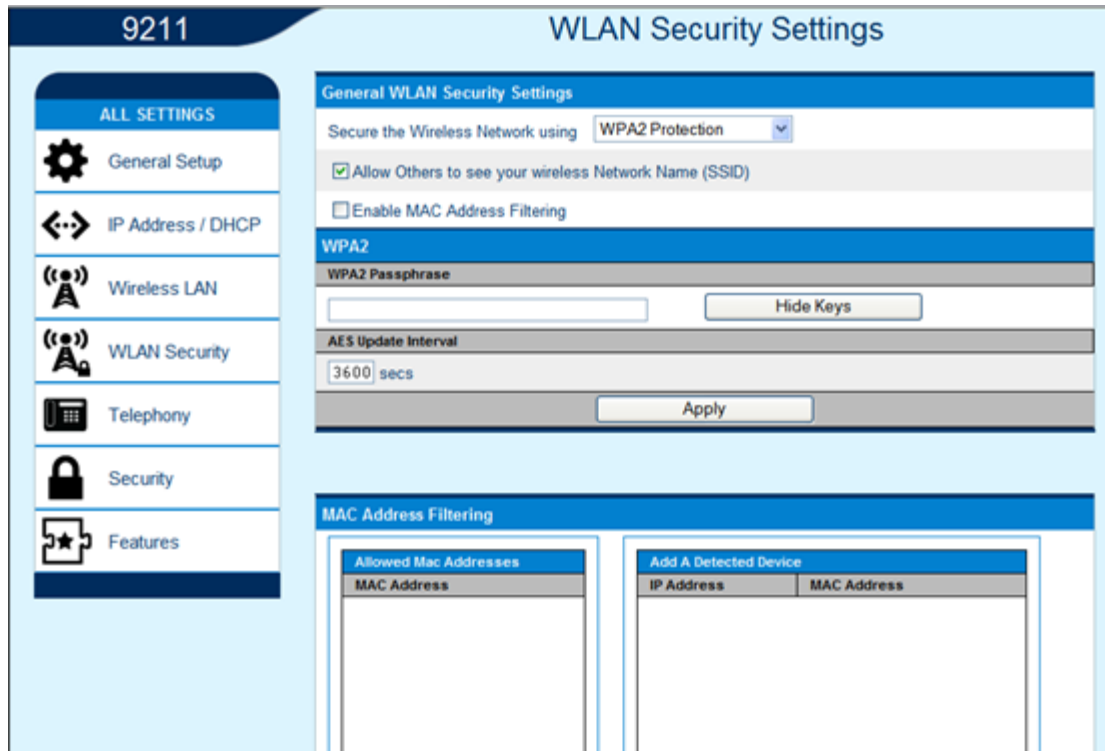 9211
WLAN Security Settings
ALL SETTINGS
General Setup
IP Address / DHCP
Wireless LAN
WLAN Security
Telephony
Security
Features
General WLAN Security Settings
Secure the Wireless Network using WPA2 Protection
Allow Others to see your wireless Network Name (SSID)
Enable MAC Address Filtering
WPA2
WPA2 Passphrase
Hide Keys
AES Update Interval
3600 secs
Apply
MAC Address Filtering
Allowed Mac Addresses
MAC Address
Add A Detected Device
IP Address MAC Address